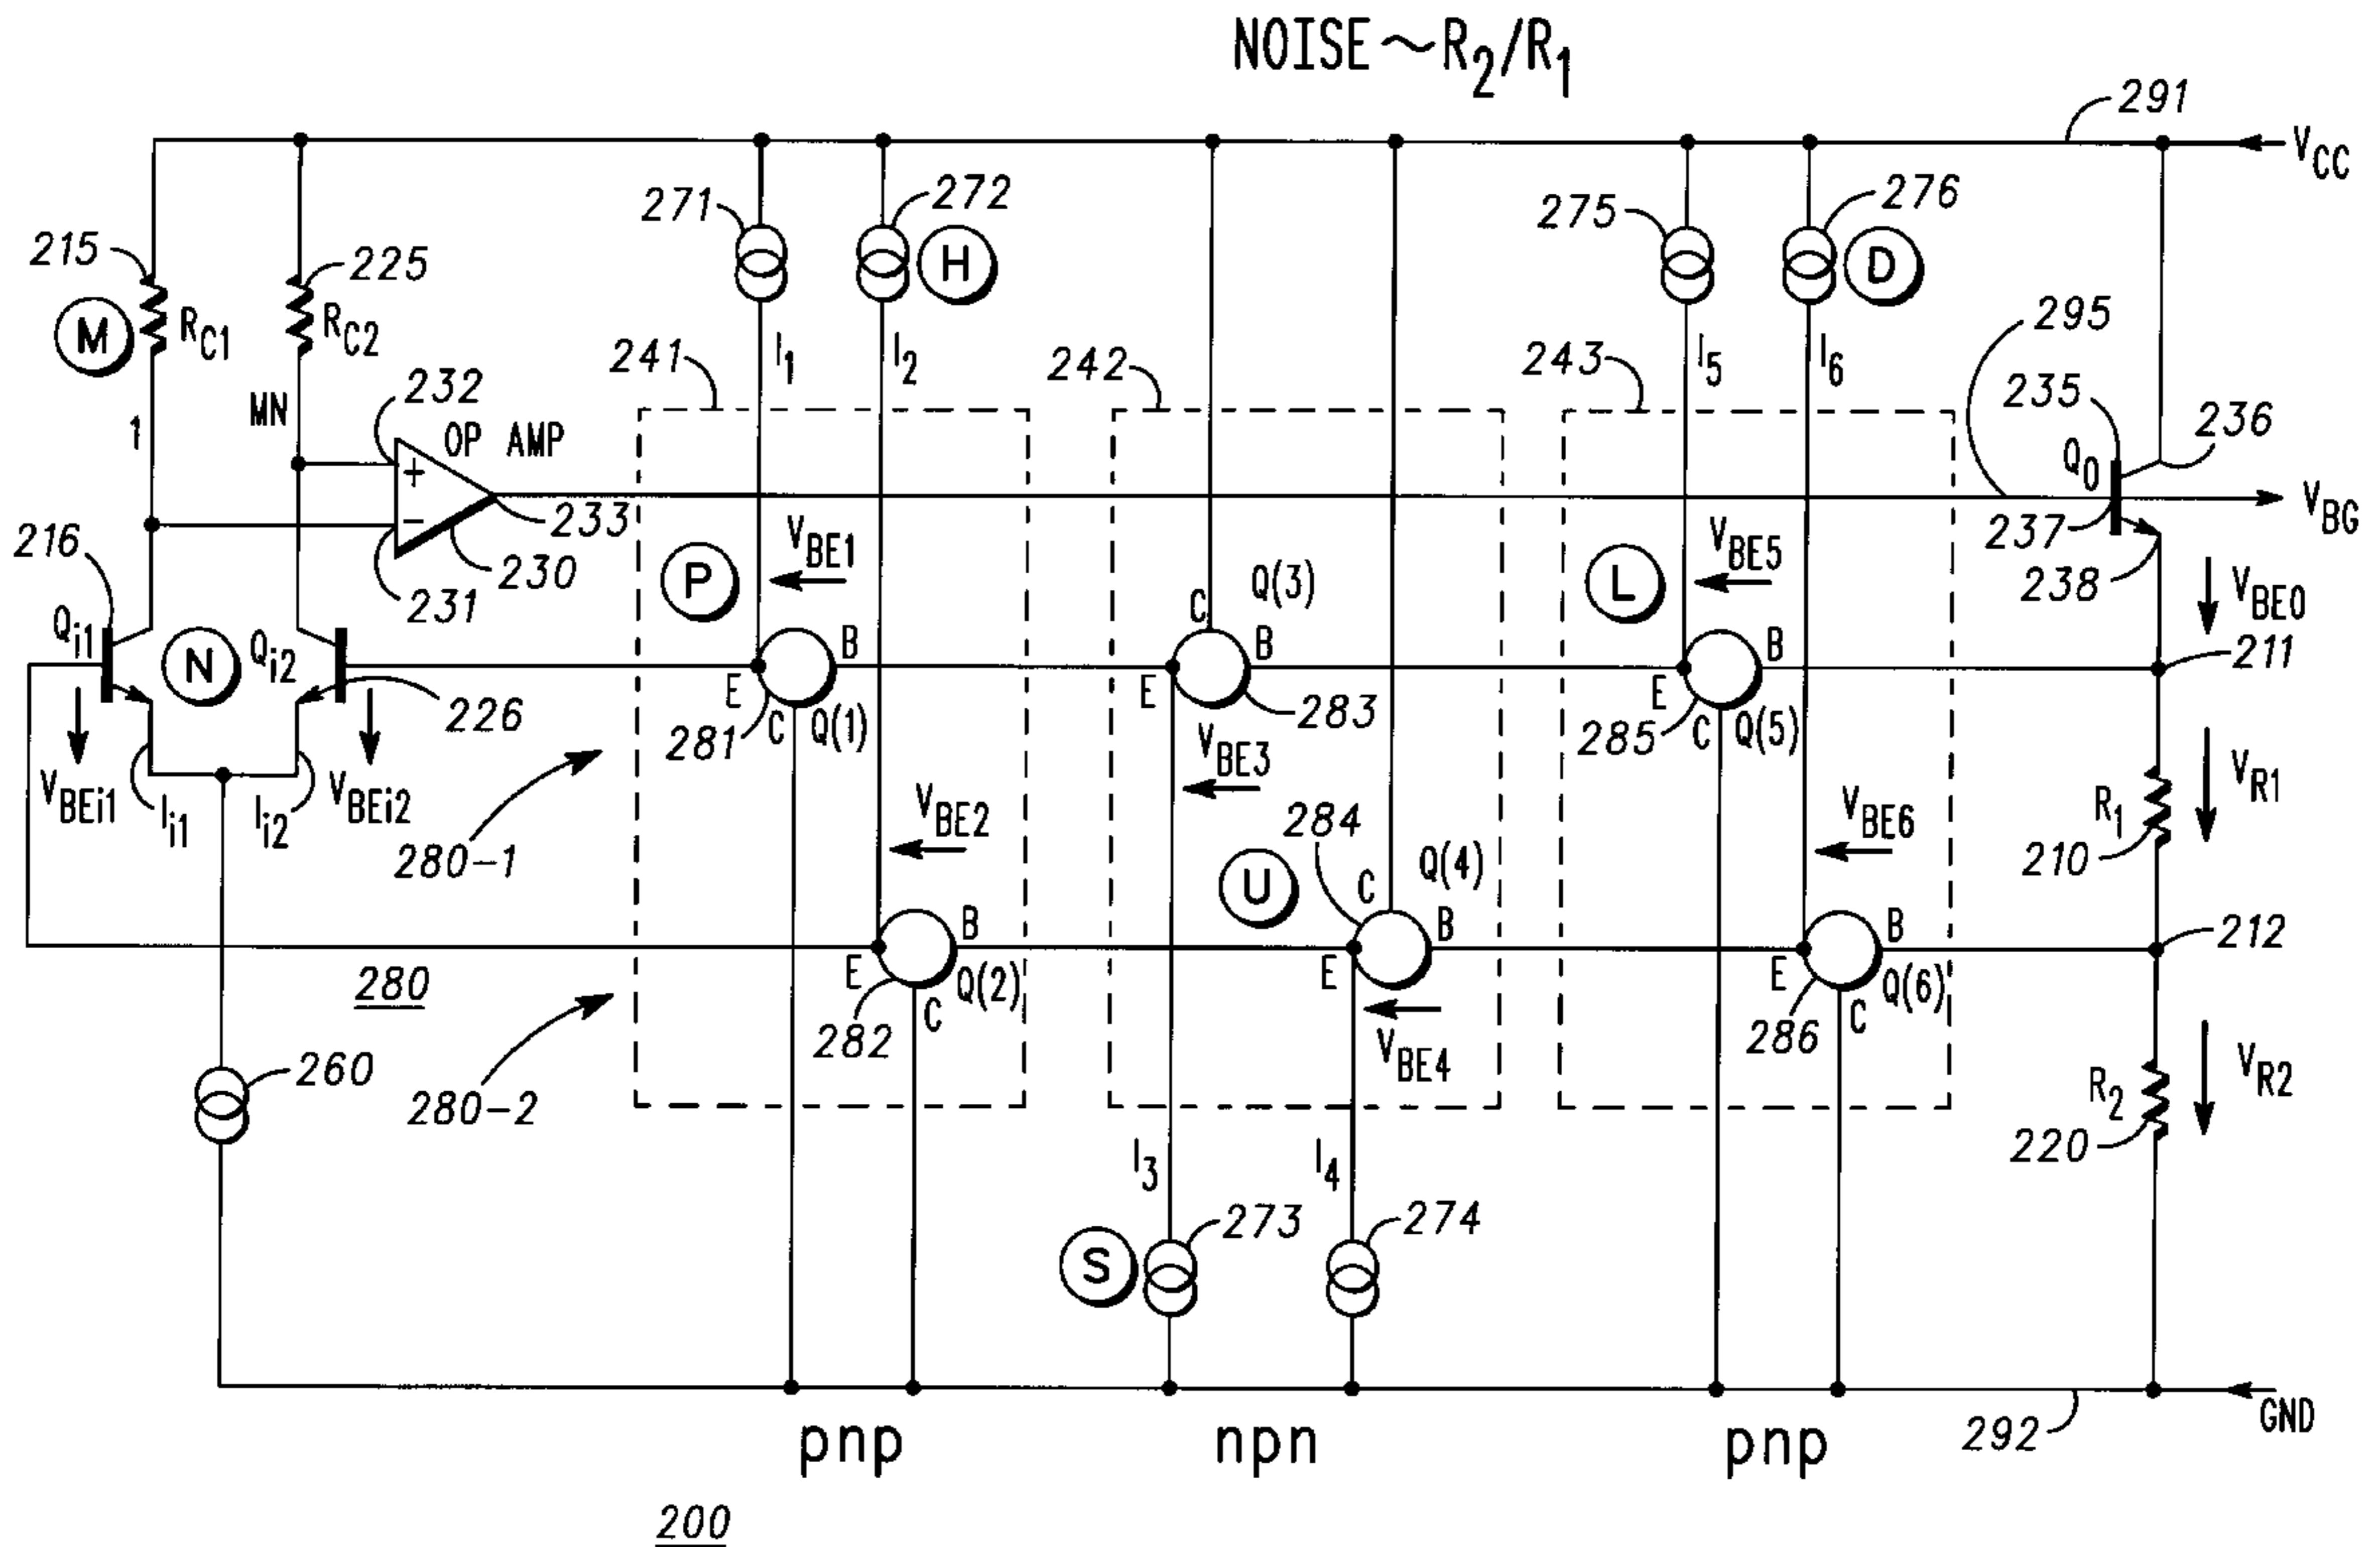 NOISE ~ R2/R1
291
VCC
271
272
H
275
276
D
215
M
RC1
225
RC2
I1
I2
I5
I6
295
241
242
243
235
236
1
MN
232
OP AMP
Q0
+
−
233
230
231
237
238
VBG
216
Qi1
N
Qi2
226
P
VBE1
Q(3)
L
VBE5
VBE0
C
B
B
B
211
E
C
Q(1)
281
E
283
E
C
Q(5)
285
VBEi1
Ii1
Ii2
VBEi2
280-1
VBE3
VBE2
284
VBE6
R1
210
VR1
U
C
Q(4)
B
B
B
212
280
E
C
Q(2)
282
E
VBE4
E
C
Q(6)
286
260
280-2
R2
220
VR2
I3
I4
S
273
274
GND
292
pnp
npn
pnp
200